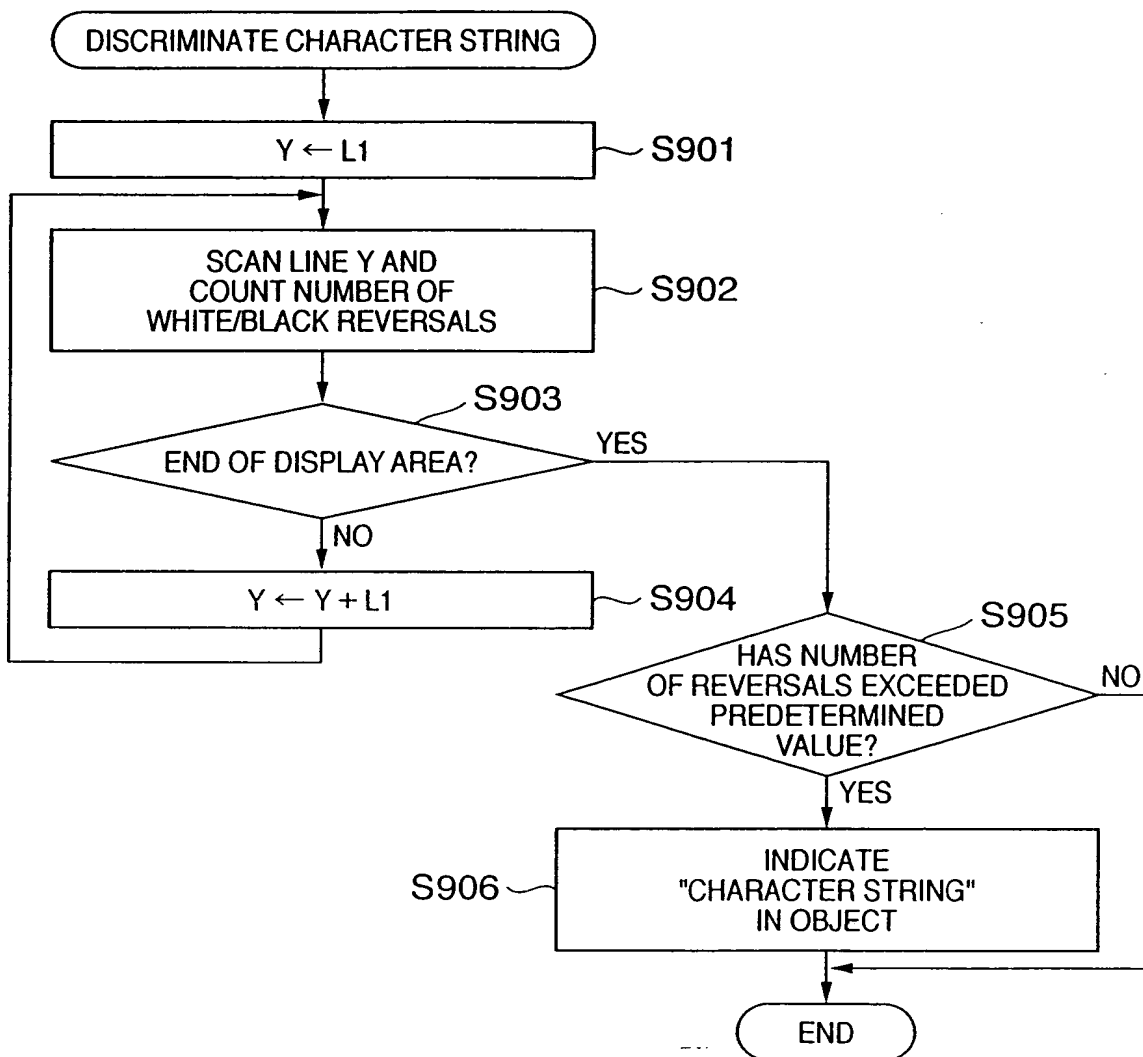 DISCRIMINATE CHARACTER STRING
Y ← L1
S901
SCAN LINE Y AND
COUNT NUMBER OF
WHITE/BLACK REVERSALS
S902
S903
END OF DISPLAY AREA?
YES
NO
Y ← Y + L1
S904
S905
HAS NUMBER
OF REVERSALS EXCEEDED
PREDETERMINED
VALUE?
NO
YES
INDICATE
"CHARACTER STRING"
IN OBJECT
S906
END